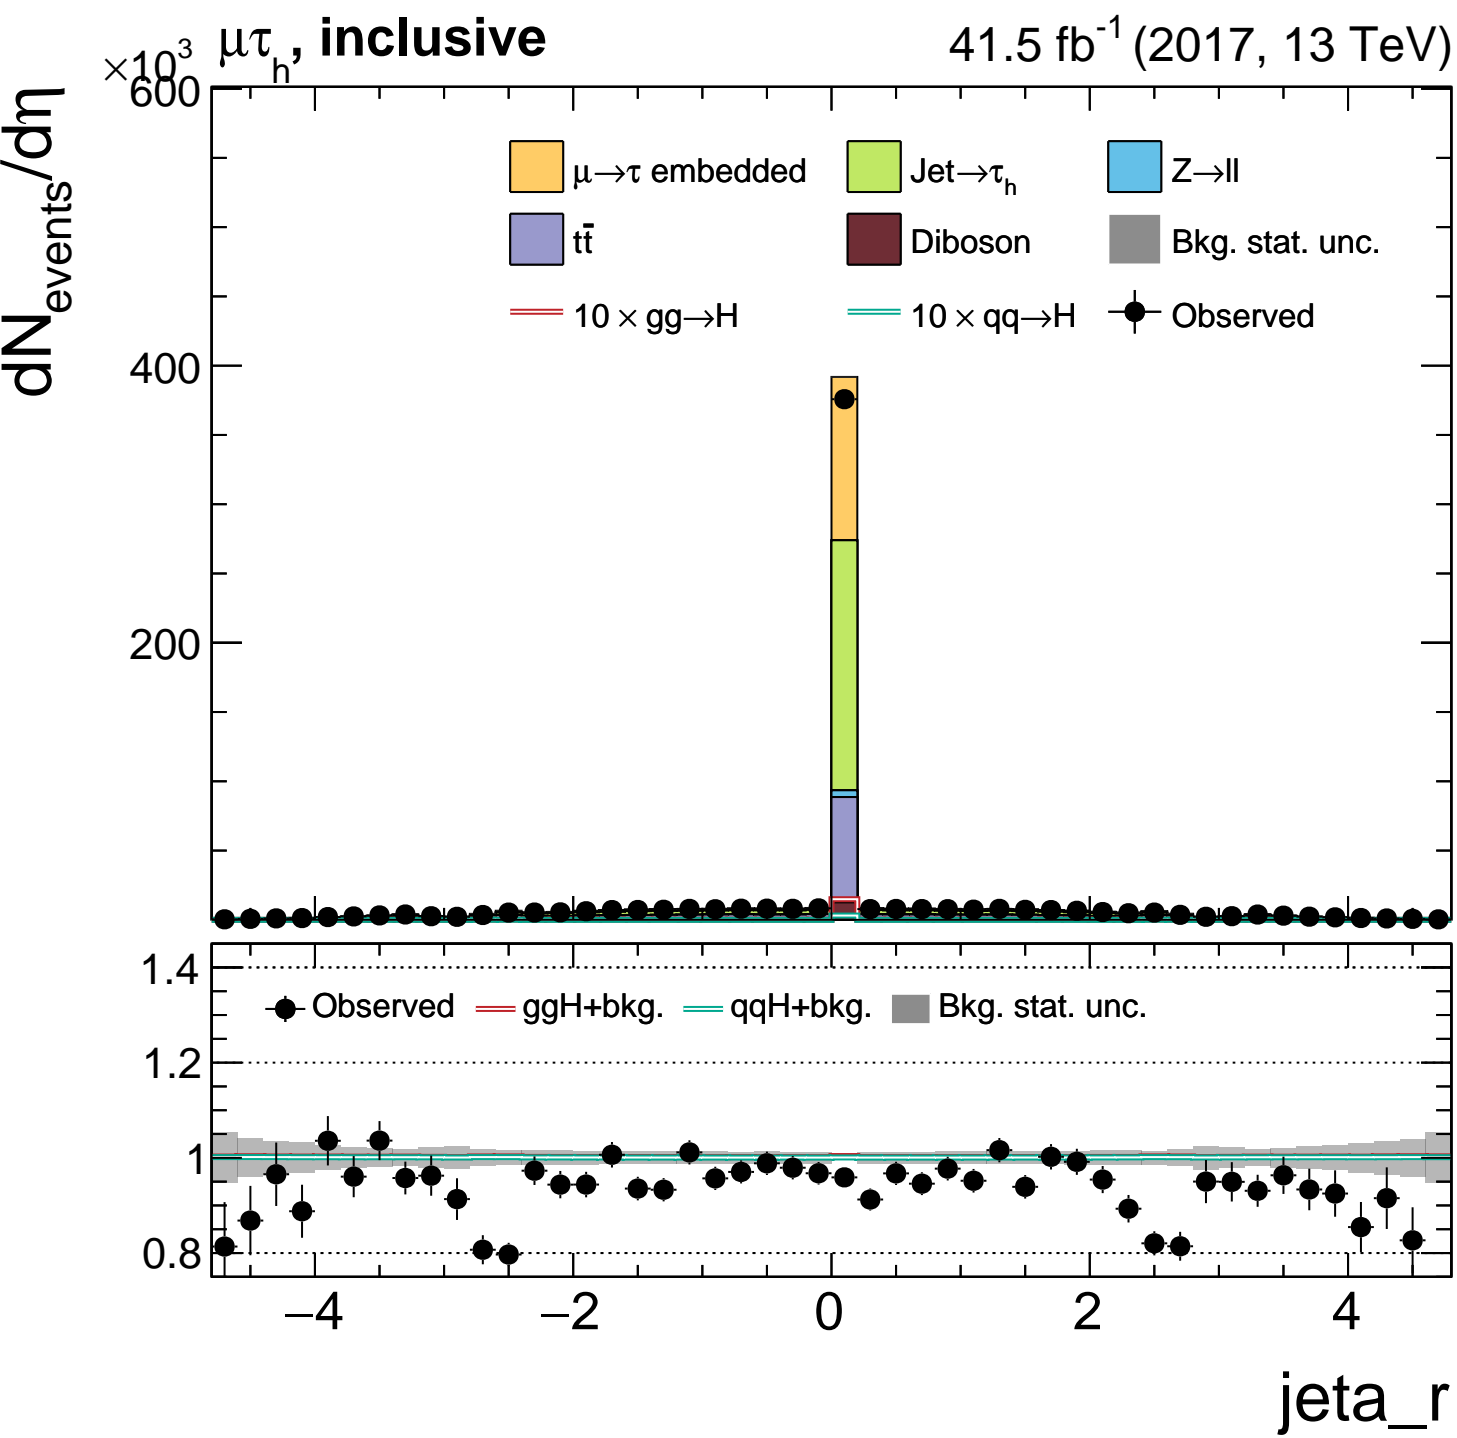 ×10³ μτₕ, inclusive 41.5 fb⁻¹ (2017, 13 TeV)
dN_events/dη
600
400
200
μ→τ embedded Jet→τₕ Z→ll
tt̄ Diboson Bkg. stat. unc.
10 × gg→H 10 × qq→H Observed
1.4
1.2
1
0.8
Observed ggH+bkg. qqH+bkg. Bkg. stat. unc.
−4 −2 0 2 4
jeta_r